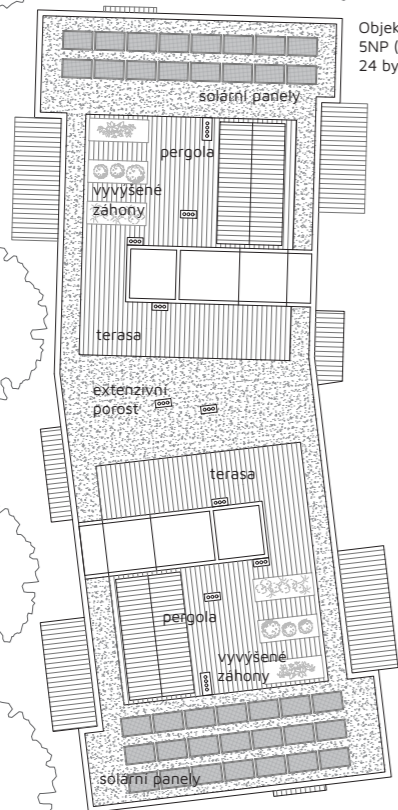 Objek
5NP (
24 by
solární panely
pergola
vyvýšené
záhony
terasa
extenzivní
porost
terasa
pergola
vyvýšené
záhony
solární panely